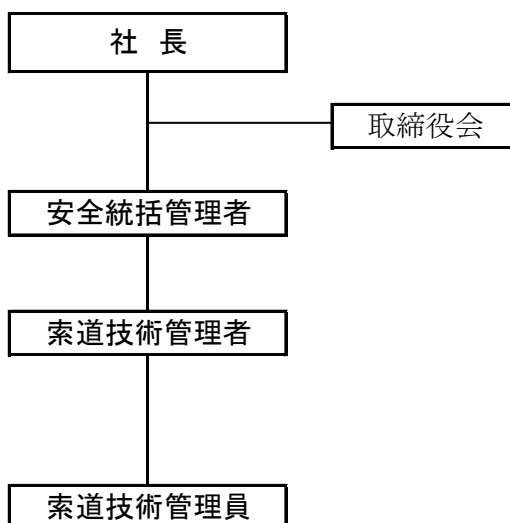 社 長
取締役会
安全統括管理者
索道技術管理者
索道技術管理員